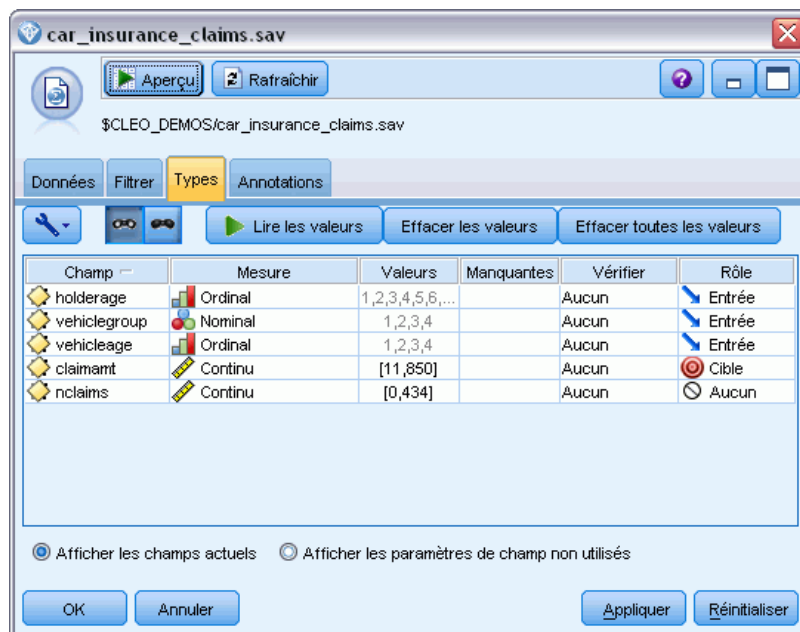 car_insurance_claims.sav
Aperçu Rafraîchir
$CLEO_DEMOS/car_insurance_claims.sav
Données Filtrer Types Annotations
Lire les valeurs Effacer les valeurs Effacer toutes les valeurs
Champ Mesure Valeurs Manquantes Vérifier Rôle
holderage Ordinal 1,2,3,4,5,6,... Aucun Entrée
vehiclegroup Nominal 1,2,3,4 Aucun Entrée
vehicleage Ordinal 1,2,3,4 Aucun Entrée
claimamt Continu [11,850] Aucun Cible
nclaims Continu [0,434] Aucun Aucun
Afficher les champs actuels Afficher les paramètres de champ non utilisés
OK Annuler Appliquer Réinitialiser